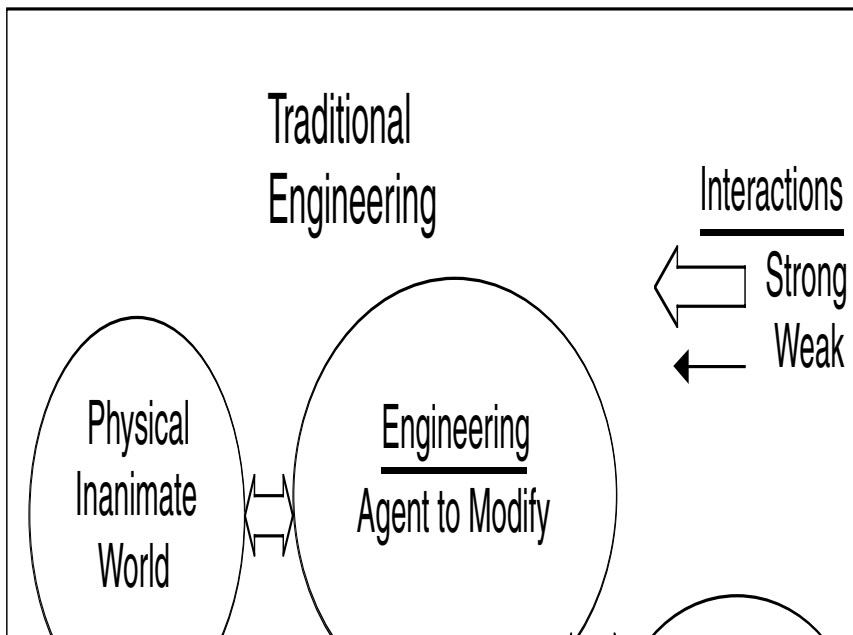 Traditional
Engineering
Interactions
Strong
Weak
Physical
Inanimate
World
Engineering
Agent to Modify